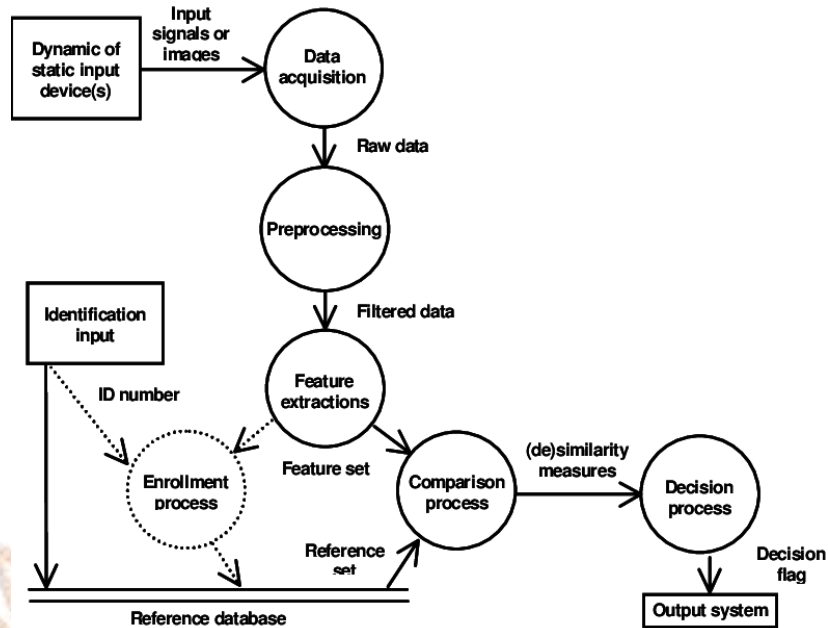 Input
signals or
images
Dynamic of
static input
device(s)
Data
acquisition
Raw data
Preprocessing
Filtered data
Identification
input
ID number
Feature
extractions
Feature set
Enrollment
process
Comparison
process
(de)similarity
measures
Decision
process
Reference
set
Decision
flag
Output system
Reference database